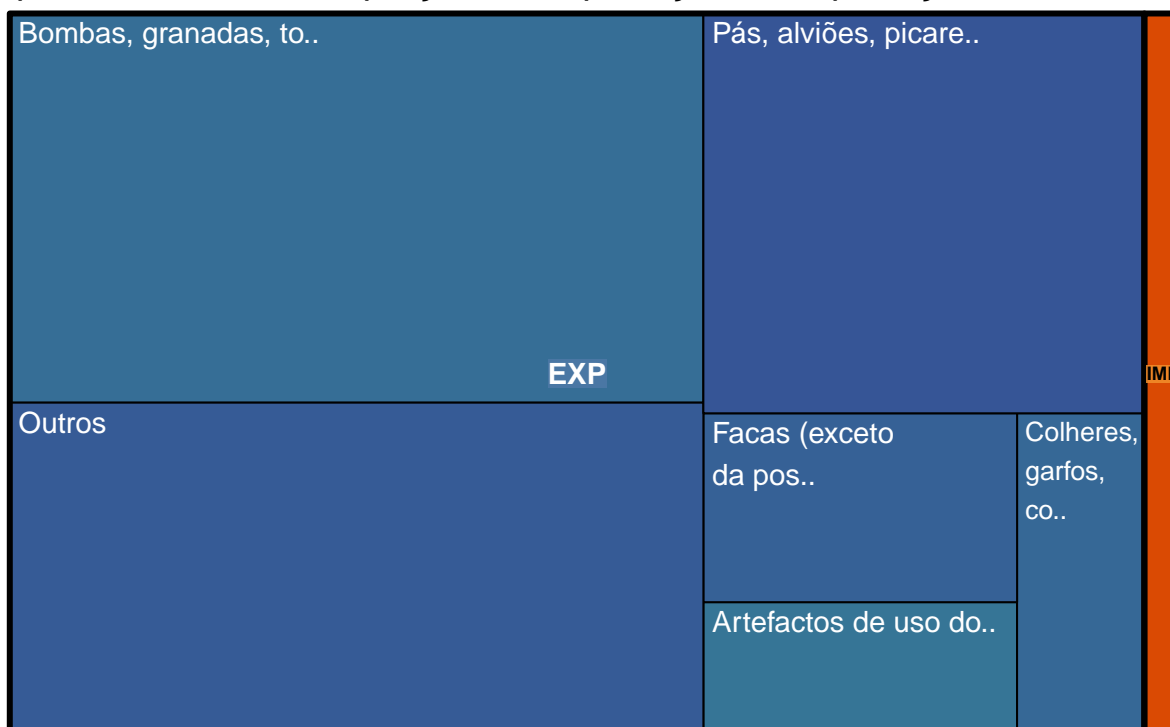 Bombas, granadas, to..
Pás, alviões, picare..
EXP
IMI
Outros
Facas (exceto
da pos..
Colheres,
garfos,
co..
Artefactos de uso do..